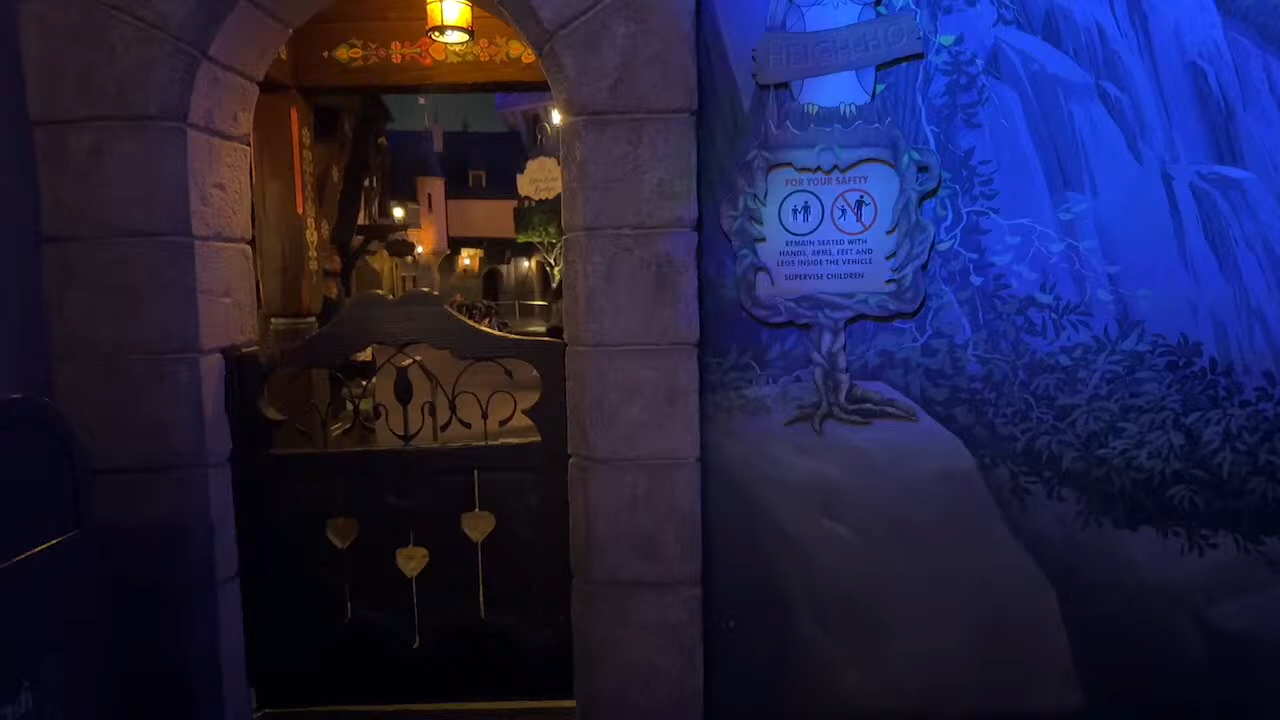 HEIGH-HO
FOR YOUR SAFETY
REMAIN SEATED WITH
HANDS, ARMS, FEET AND
LEGS INSIDE THE VEHICLE
SUPERVISE CHILDREN